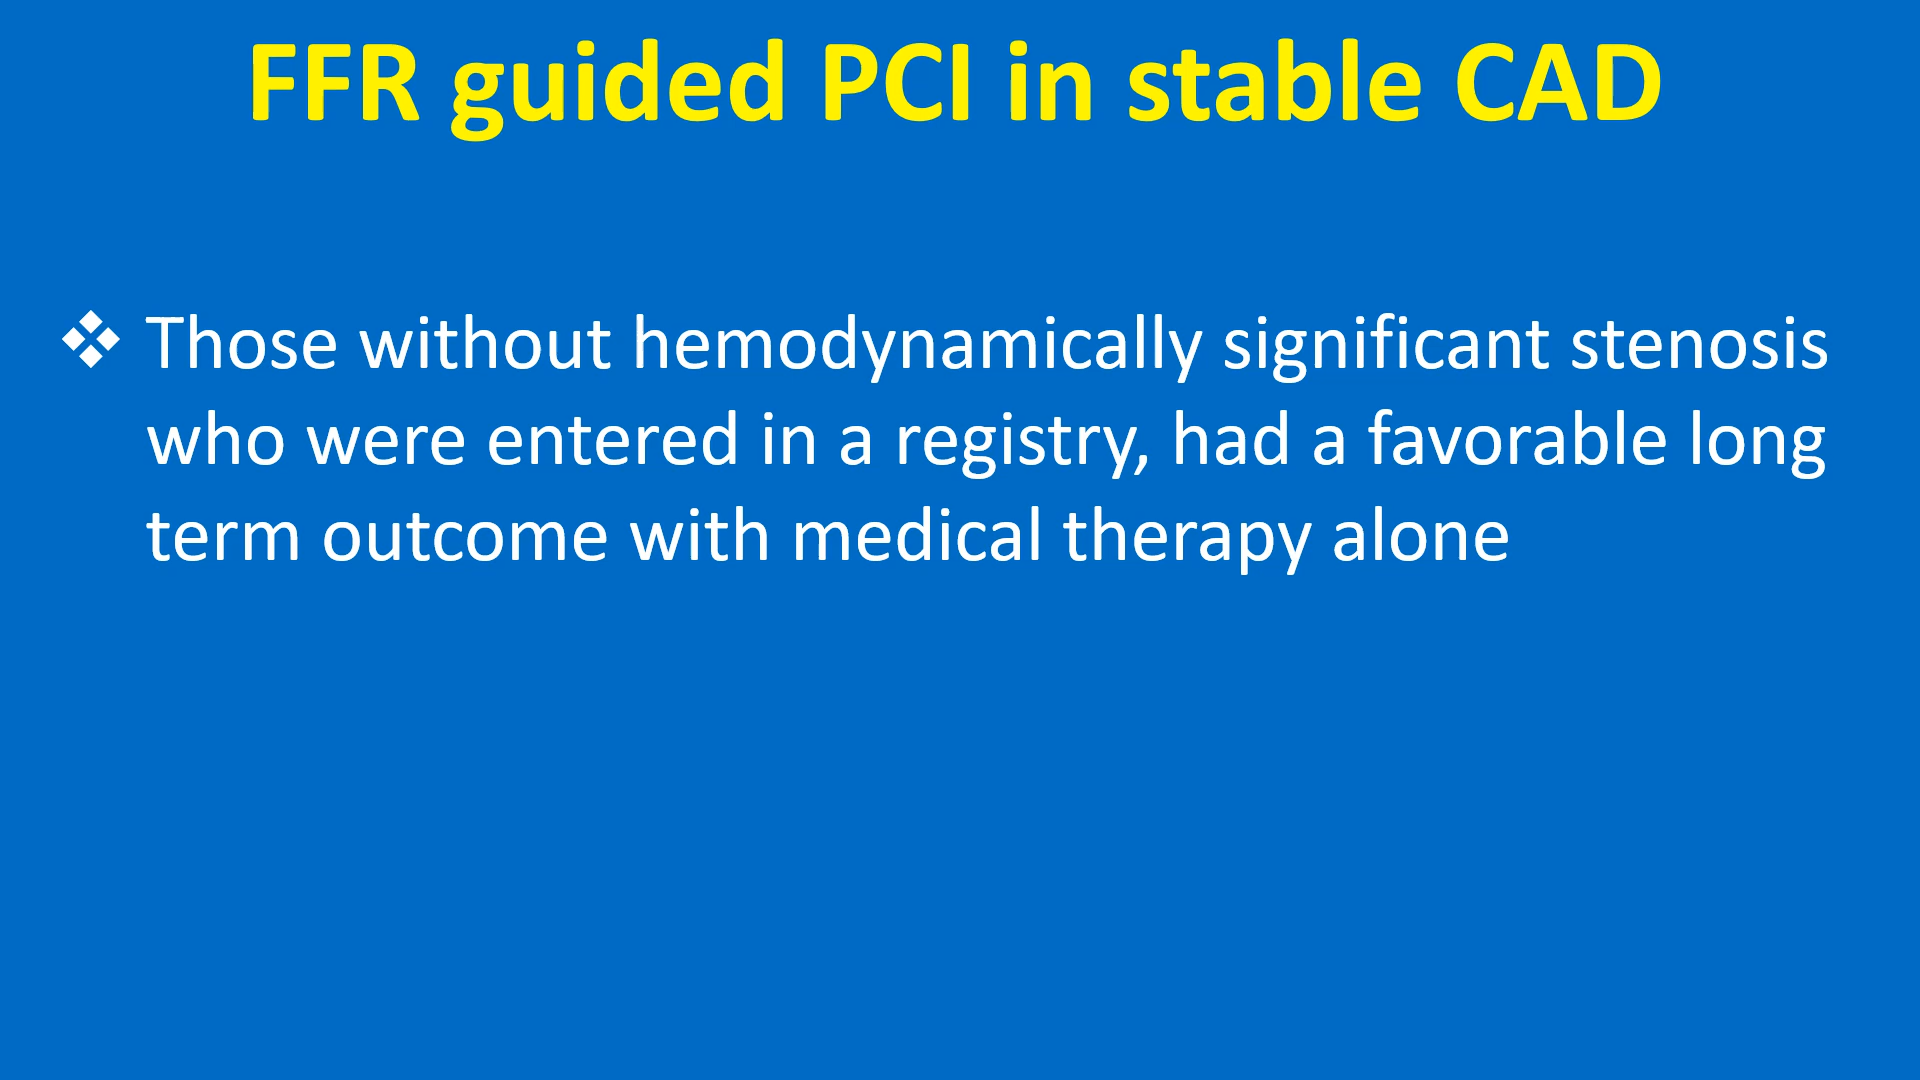 FFR guided PCI in stable CAD
❖ Those without hemodynamically significant stenosis
who were entered in a registry, had a favorable long
term outcome with medical therapy alone